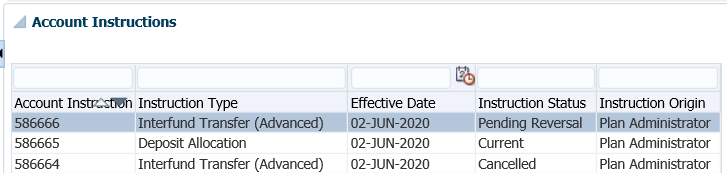 Account Instructions
Account Instruction Instruction Type Effective Date Instruction Status Instruction Origin
586666 Interfund Transfer (Advanced) 02-JUN-2020 Pending Reversal Plan Administrator
586665 Deposit Allocation 02-JUN-2020 Current Plan Administrator
586664 Interfund Transfer (Advanced) 02-JUN-2020 Cancelled Plan Administrator